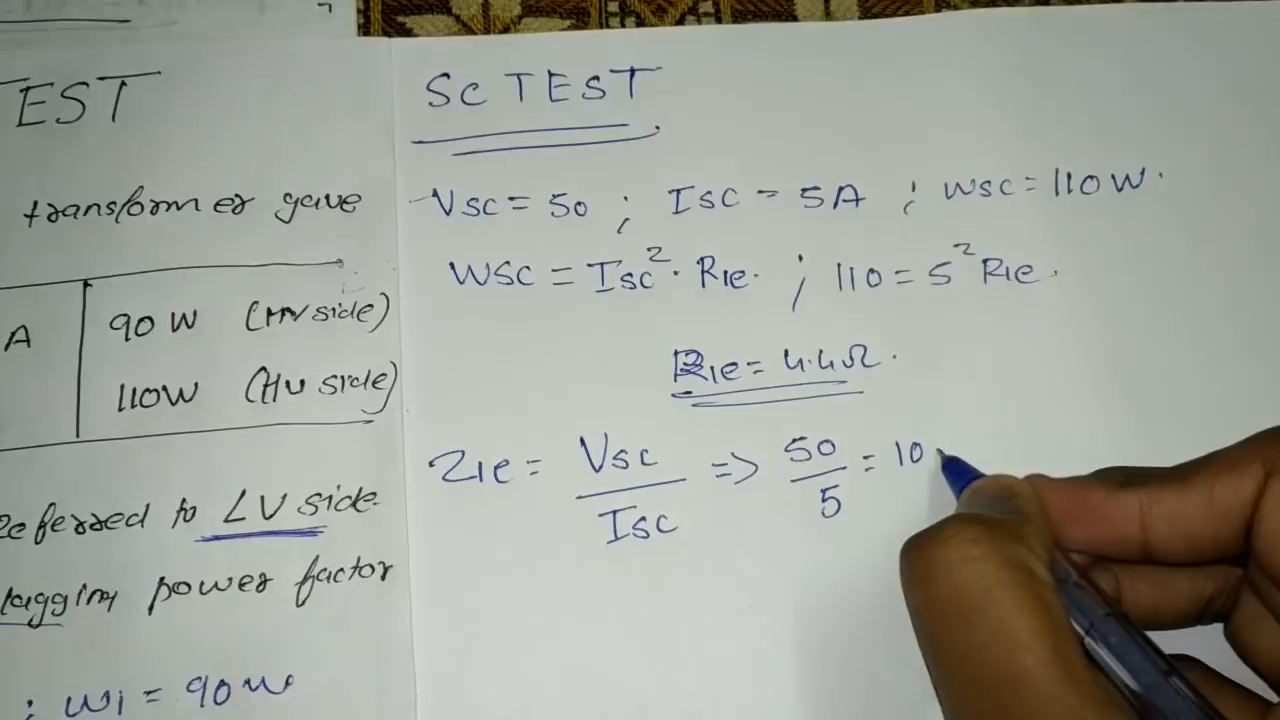 TEST
transformer gave
A 90 W (HV side)
110W (HV side)
Referred to LV side.
lagging power factor
; W1 = 90W
SC TEST
Vsc = 50 ; Isc = 5A ; Wsc = 110W.
Wsc = Isc² · R1e. ; 110 = 5² R1e.
R1e = 4.4Ω.
Z1e = Vsc / Isc => 50 / 5 = 10